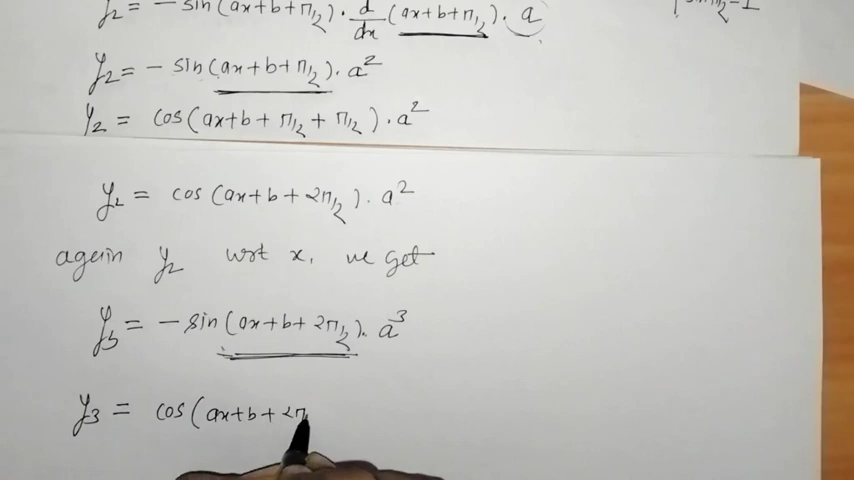 y₂ = - sin(ax+b+π/2) · d/dx (ax+b+π/2) · a
y₂ = - sin(ax+b+π/2) · a²
y₂ = cos(ax+b+π/2+π/2) · a²
y₂ = cos(ax+b+2π/2) · a²
again y₂ wrt x, we get
y₃ = - sin(ax+b+2π/2) · a³
y₃ = cos(ax+b+2π